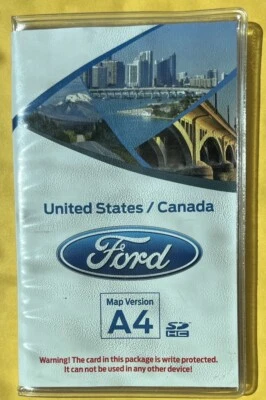 United States / Canada
Ford
Map Version
A4
SD
HC
Warning! The card in this package is write protected.
It can not be used in any other device!